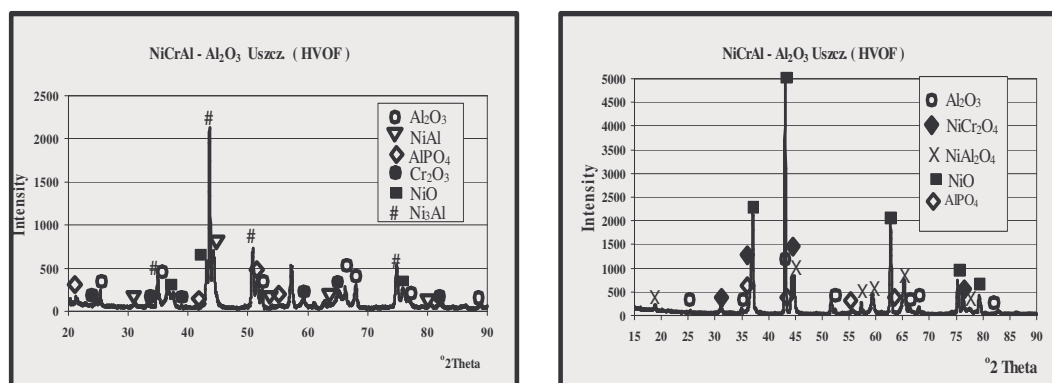 NiCrAl - Al₂O₃ Uszcz. ( HVOF)
2500
2000
1500
1000
500
0
Intensity
Al₂O₃
NiAl
AlPO₄
Cr₂O₃
NiO
# Ni₃Al
#
#
#
#
20 30 40 50 60 70 80 90
°2Theta
NiCrAl - Al₂O₃ Uszcz. ( HVOF)
5000
4500
4000
3500
3000
2500
2000
1500
1000
500
0
Intensity
Al₂O₃
NiCr₂O₄
NiAl₂O₄
NiO
AlPO₄
15 20 25 30 35 40 45 50 55 60 65 70 75 80 85 90
°2 Theta